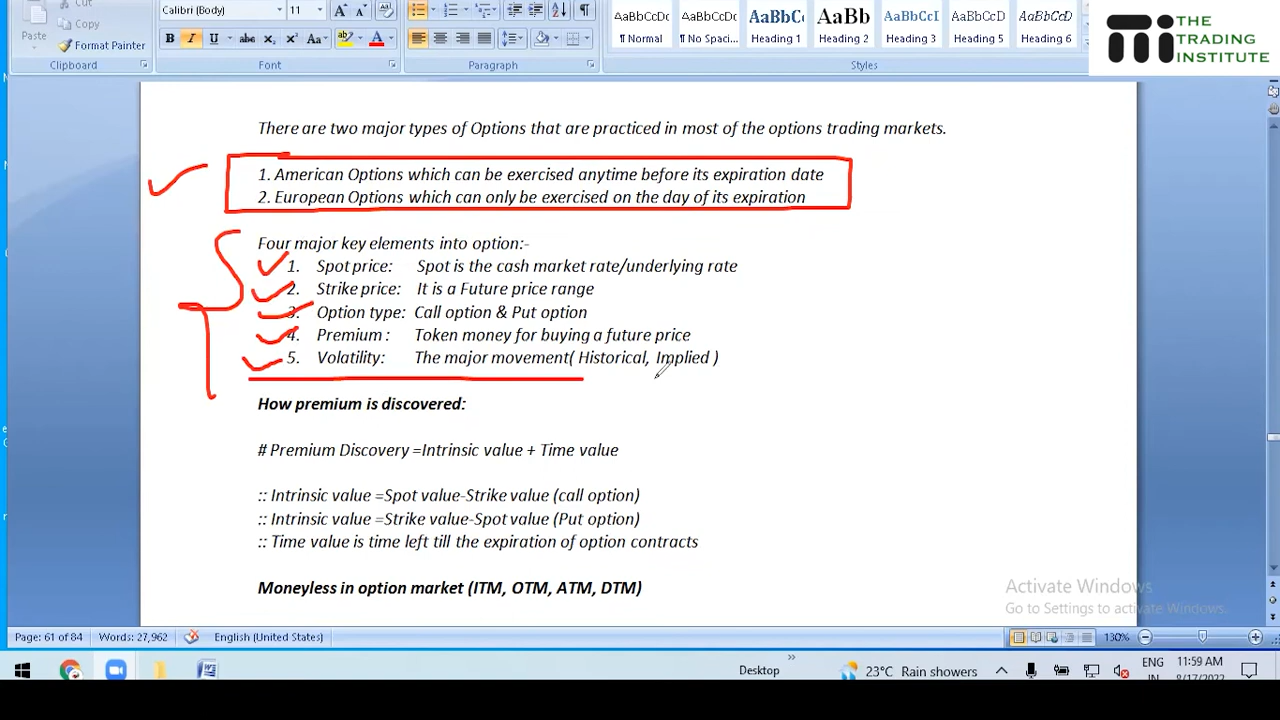 Cut
Paste
Format Painter
Clipboard
Calibri (Body)
11
B I U abc X₂ X² Aa
Font
Paragraph
AaBbCcDc AaBbCcDc AaBbC AaBb AaBbCcI AaBbCcD AaBbCcD
¶ Normal ¶ No Spaci... Heading 1 Heading 2 Heading 3 Heading 5 Heading 6
Styles
THE
TRADING
INSTITUTE
There are two major types of Options that are practiced in most of the options trading markets.
1. American Options which can be exercised anytime before its expiration date
2. European Options which can only be exercised on the day of its expiration
Four major key elements into option:-
1. Spot price: Spot is the cash market rate/underlying rate
2. Strike price: It is a Future price range
3. Option type: Call option & Put option
4. Premium : Token money for buying a future price
5. Volatility: The major movement( Historical, Implied )
How premium is discovered:
# Premium Discovery =Intrinsic value + Time value
:: Intrinsic value =Spot value-Strike value (call option)
:: Intrinsic value =Strike value-Spot value (Put option)
:: Time value is time left till the expiration of option contracts
Moneyless in option market (ITM, OTM, ATM, DTM)
Activate Windows
Go to Settings to activate Windows.
Page: 61 of 84 Words: 27,962 English (United States) 130%
Desktop » 23°C Rain showers ENG 11:59 AM
IN 8/17/2022